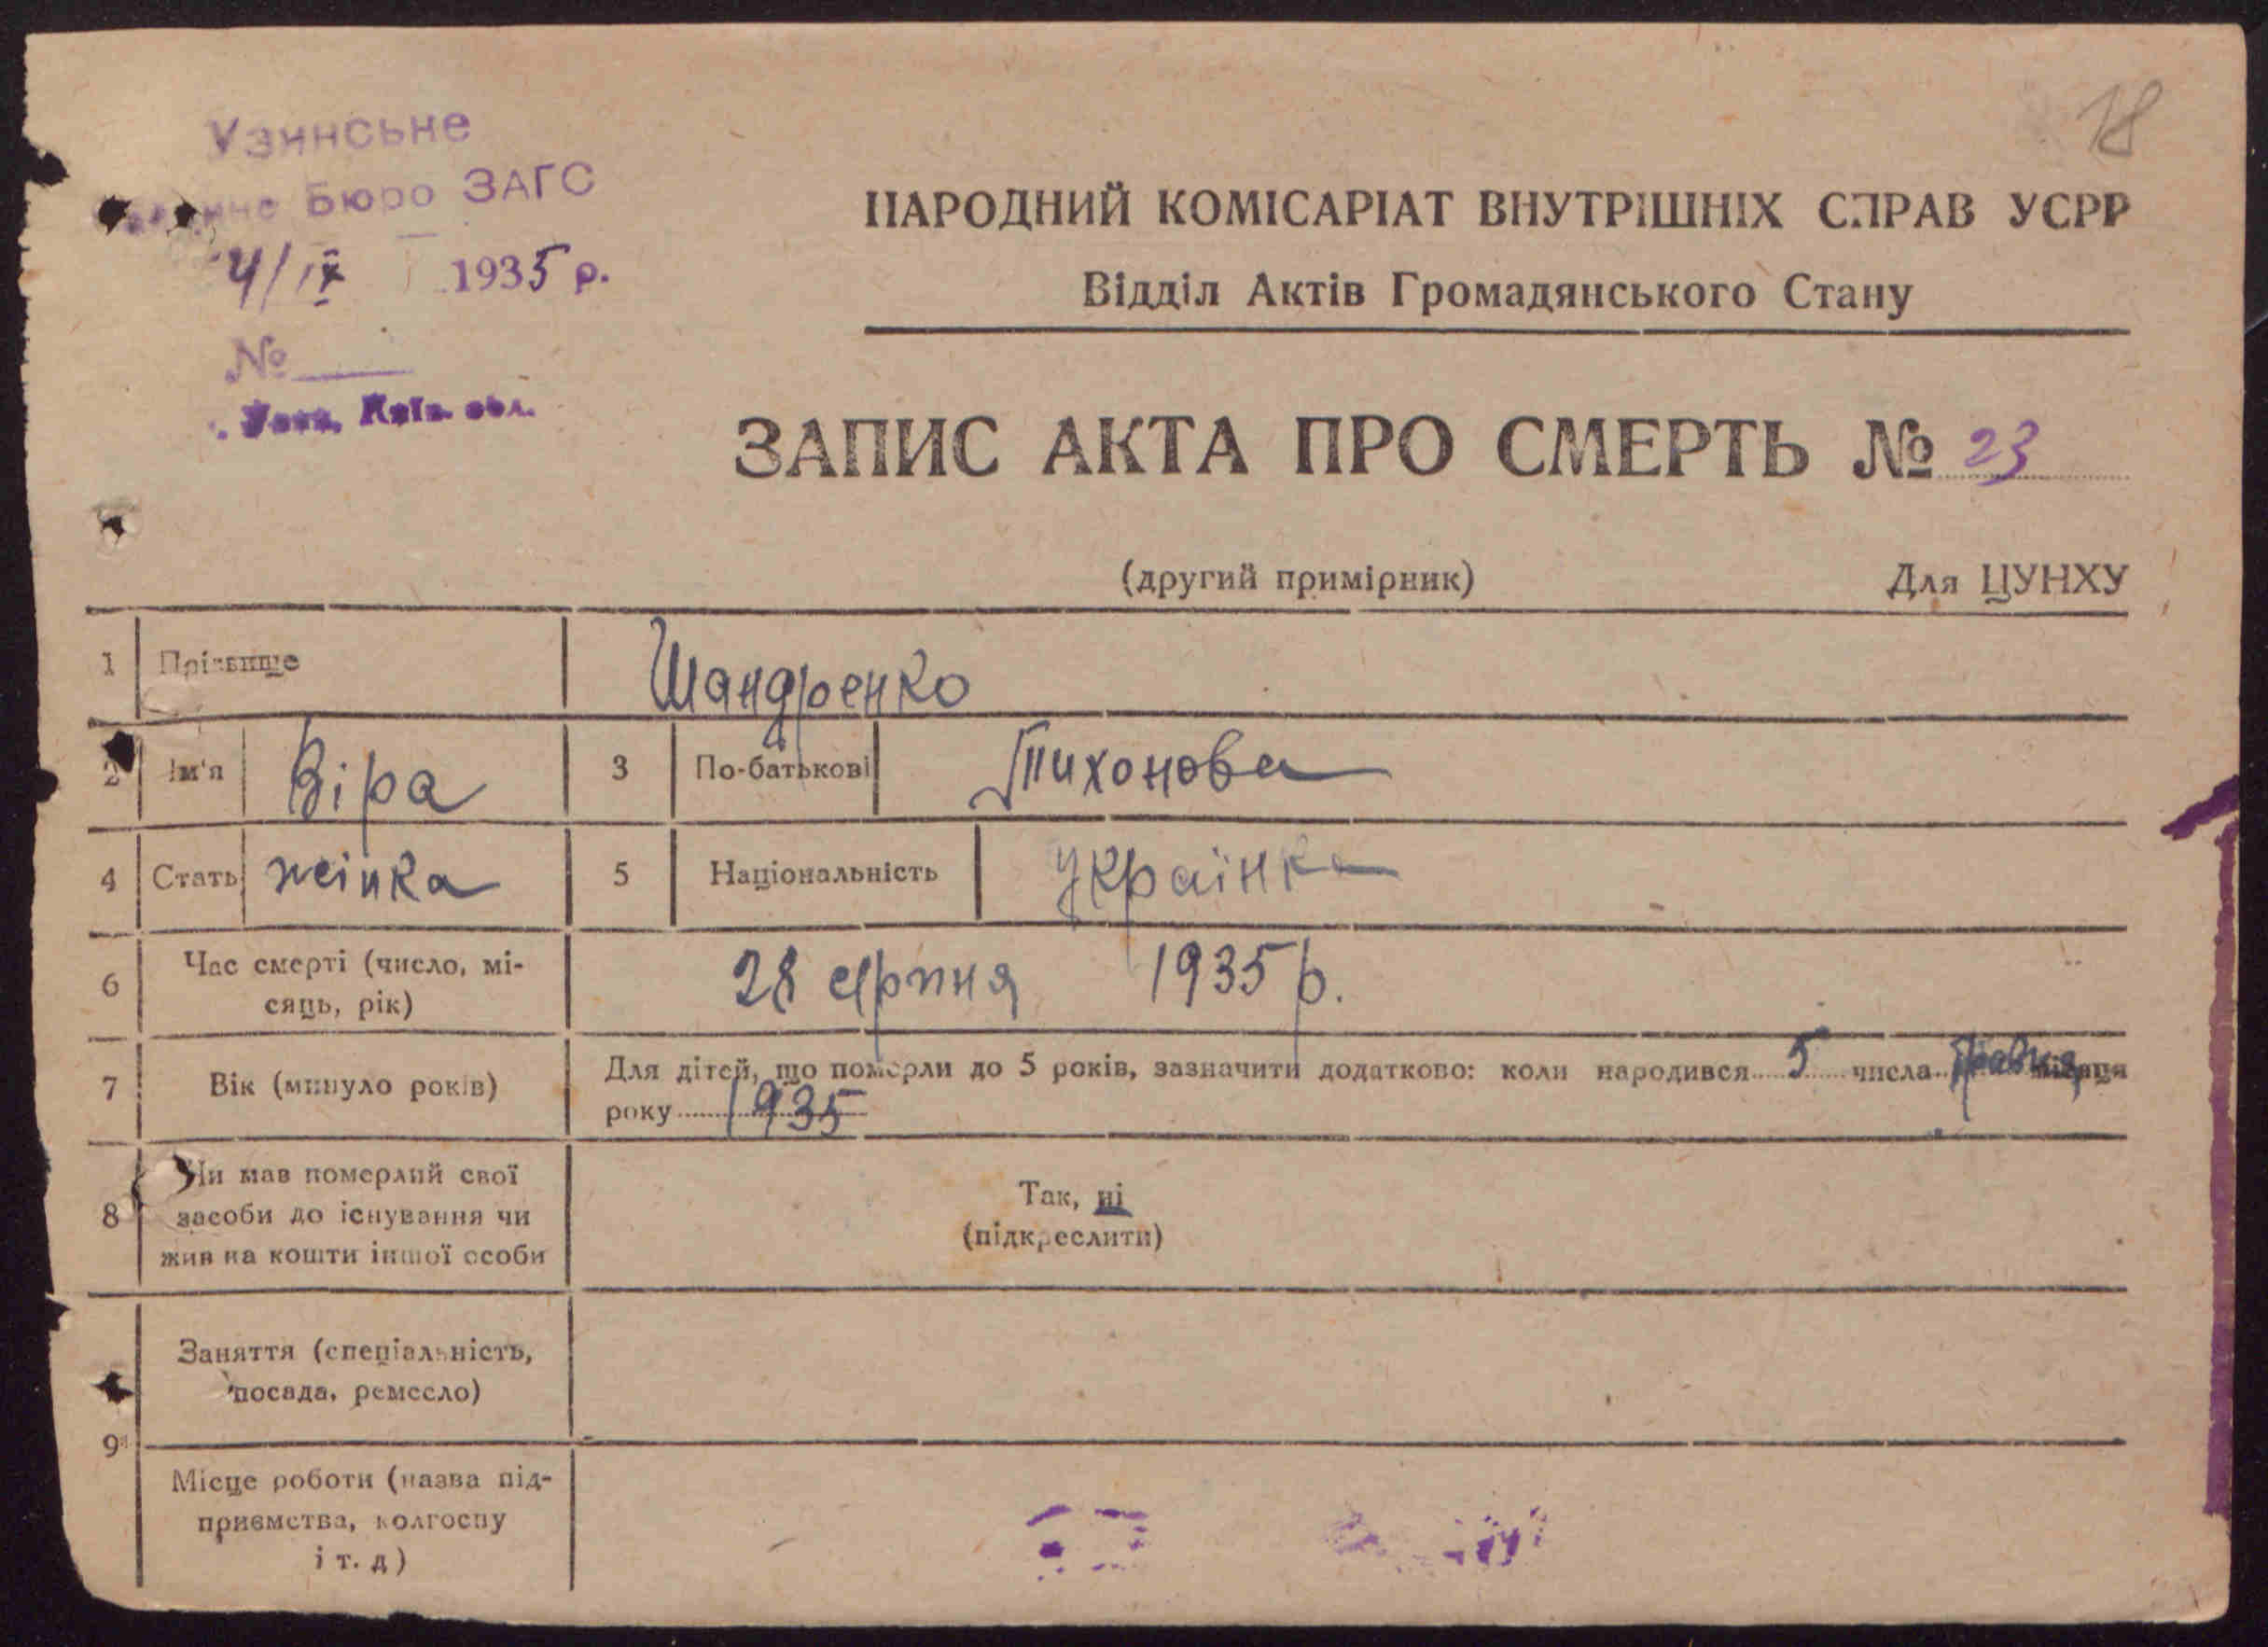 Узинське
Бюро ЗАГС
4/IX 1935 р.
№
Київ. обл.
18
НАРОДНИЙ КОМІСАРІАТ ВНУТРІШНІХ СПРАВ УСРР
Відділ Актів Громадянського Стану
ЗАПИС АКТА ПРО СМЕРТЬ № 23
(другий примірник) Для ЦУНХУ
1 Прізвище Шандренко
2 Ім'я Віра 3 По-батькові Тихонова
4 Стать жінка 5 Національність Українка
6 Час смерті (число, мі-
сяць, рік) 28 серпня 1935 р.
7 Вік (минуло років) Для дітей, що померли до 5 років, зазначити додатково: коли народився 5 числа травня місяця
року 1935
8 Чи мав померлий свої
засоби до існування чи
жив на кошти іншої особи
Так, ні
(підкреслити)
9 Заняття (спеціальність,
посада, ремесло)
Місце роботи (назва під-
приємства, колгоспу
і т. д)